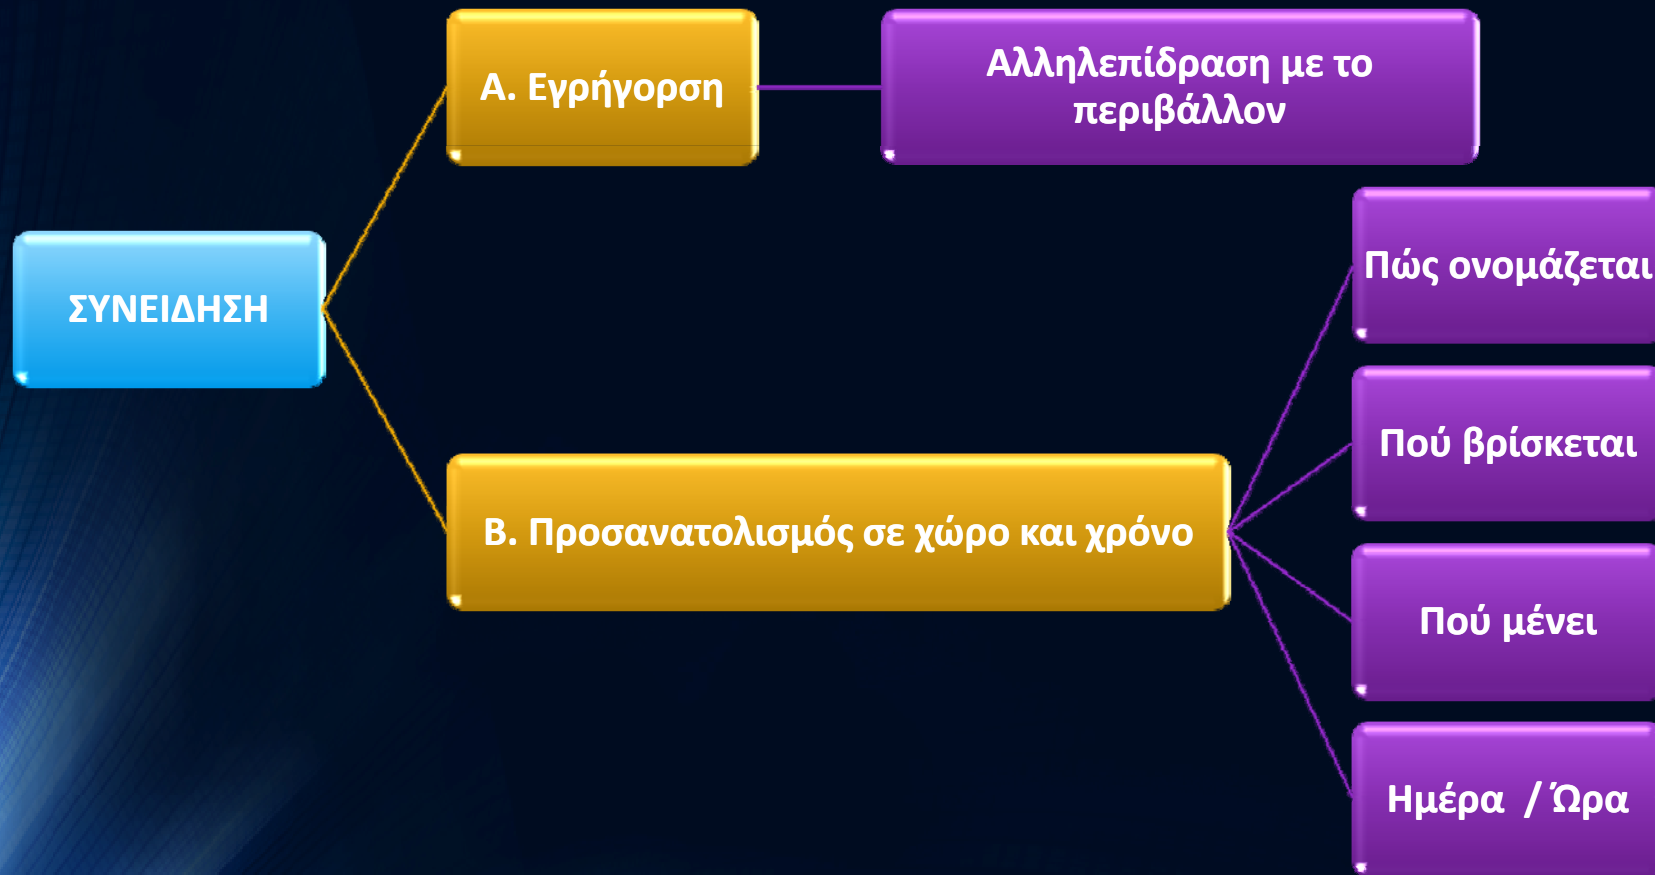 Α. Εγρήγορση
Αλληλεπίδραση με το
περιβάλλον
ΣΥΝΕΙΔΗΣΗ
Β. Προσανατολισμός σε χώρο και χρόνο
Πώς ονομάζεται
Πού βρίσκεται
Πού μένει
Ημέρα / Ώρα